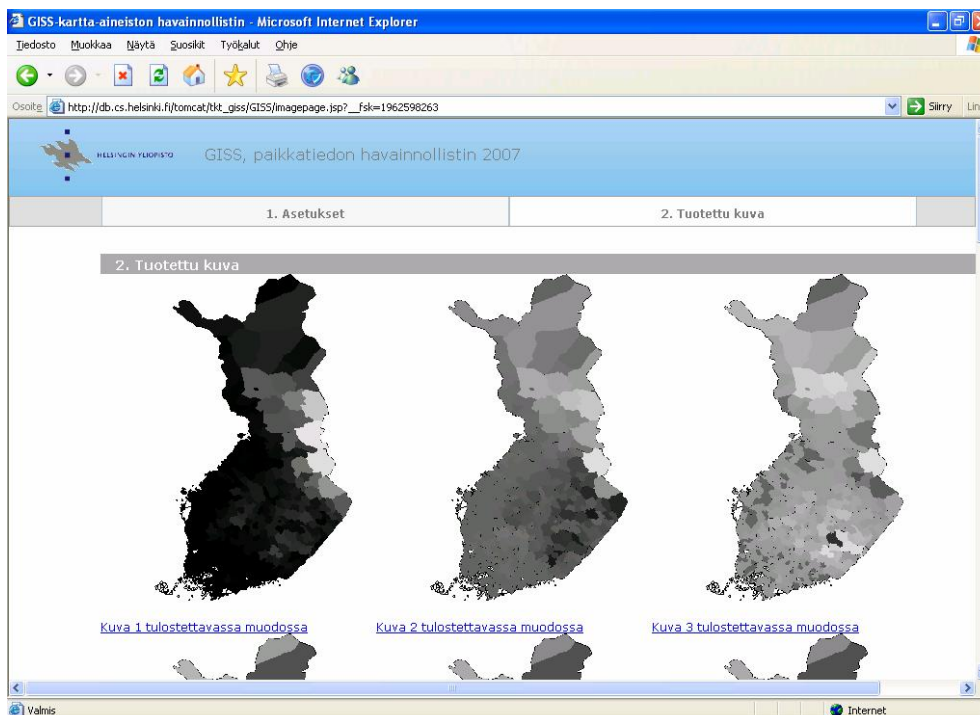 GISS-kartta-aineiston havainnollistin - Microsoft Internet Explorer
Tiedosto Muokkaa Näytä Suosikit Työkalut Ohje
Osoite http://db.cs.helsinki.fi/tomcat/tkt_giss/GISS/imagepage.jsp?__fsk=1962598263 Siirry Lin
HELSINGIN YLIOPISTO GISS, paikkatiedon havainnollistin 2007
1. Asetukset 2. Tuotettu kuva
2. Tuotettu kuva
Kuva 1 tulostettavassa muodossa Kuva 2 tulostettavassa muodossa Kuva 3 tulostettavassa muodossa
Valmis Internet